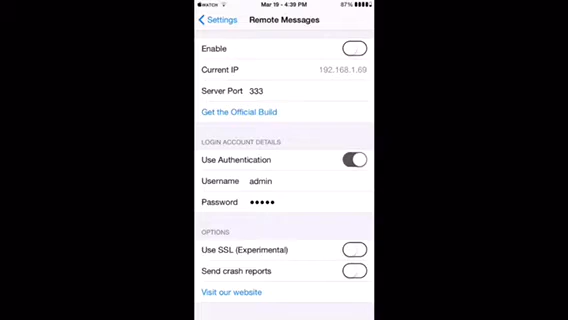 WATCH Mar 19 - 4:39 PM 87%
Settings Remote Messages
Enable
Current IP 192.168.1.69
Server Port 333
Get the Official Build
LOGIN ACCOUNT DETAILS
Use Authentication
Username admin
Password •••••
OPTIONS
Use SSL (Experimental)
Send crash reports
Visit our website